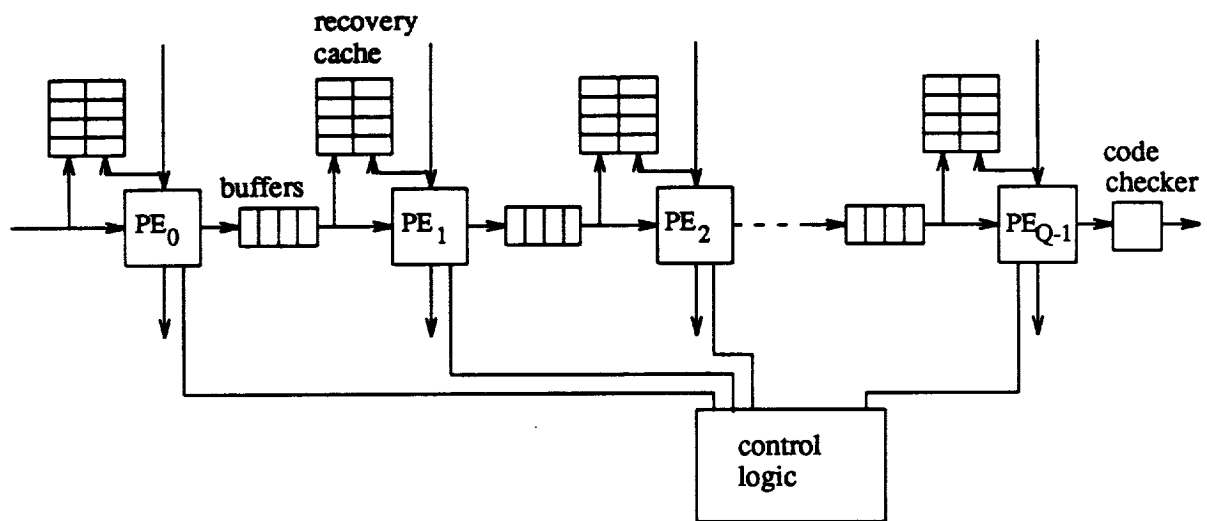 recovery
cache
buffers
code
checker
PE0
PE1
PE2
PEQ-1
control
logic